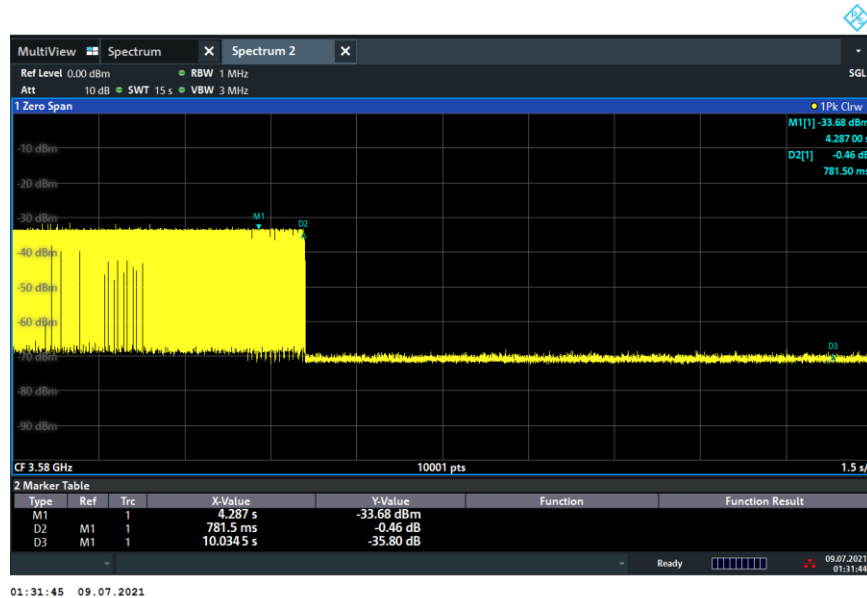 MultiView Spectrum X Spectrum 2 X
Ref Level 0.00 dBm RBW 1 MHz SGL
Att 10 dB SWT 15 s VBW 3 MHz
1 Zero Span 1Pk Clrw
M1[1] -33.68 dBm
4.287 00 s
D2[1] -0.46 dB
781.50 ms
-10 dBm
-20 dBm
-30 dBm
M1
D2
-40 dBm
-50 dBm
-60 dBm
D3
-70 dBm
-80 dBm
-90 dBm
CF 3.58 GHz 10001 pts 1.5 s/
2 Marker Table
Type Ref Trc X-Value Y-Value Function Function Result
M1 1 4.287 s -33.68 dBm
D2 M1 1 781.5 ms -0.46 dB
D3 M1 1 10.034 5 s -35.80 dB
Ready 09.07.2021
01:31:44
01:31:45 09.07.2021